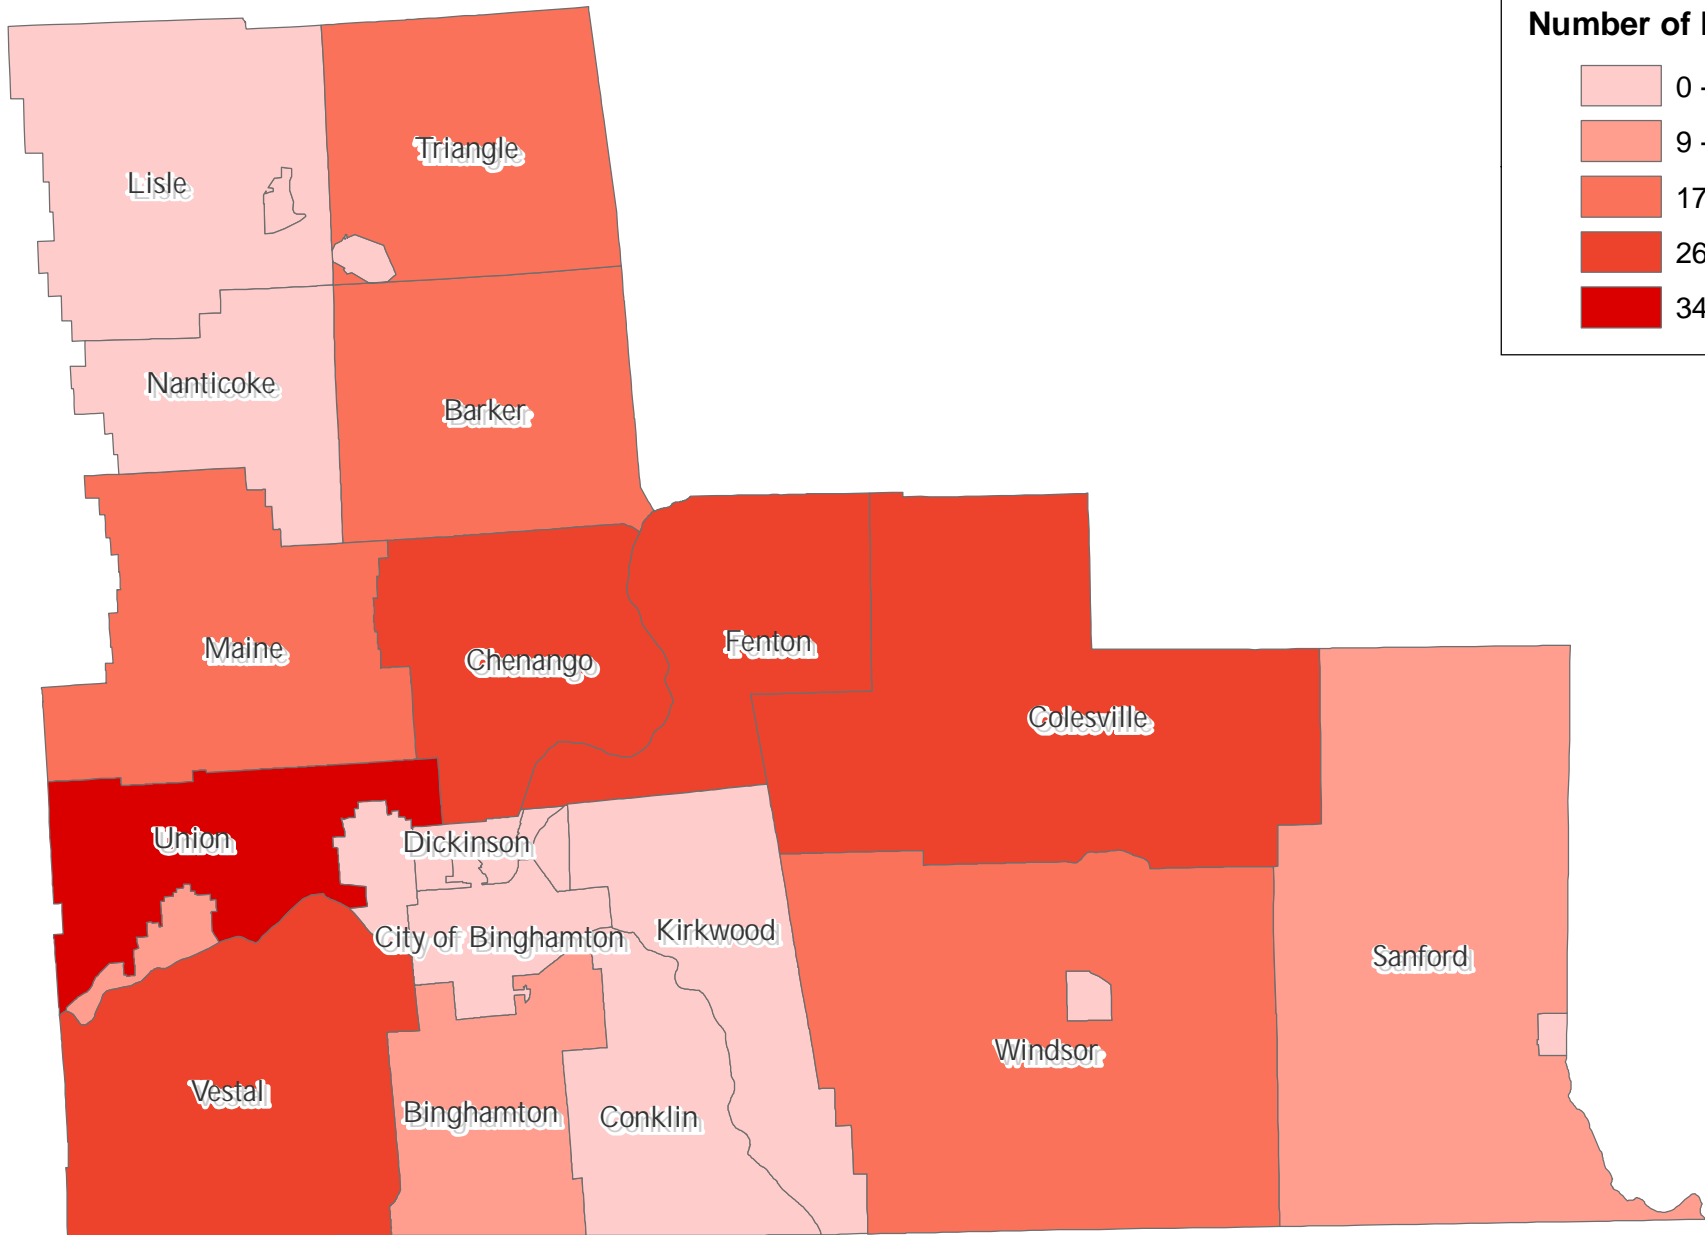 Number of
0 -
9 -
17
26
34
Triangle
Lisle
Nanticoke
Barker
Maine
Chenango
Fenton
Colesville
Union
Dickinson
City of Binghamton
Kirkwood
Sanford
Windsor
Vestal
Binghamton
Conklin